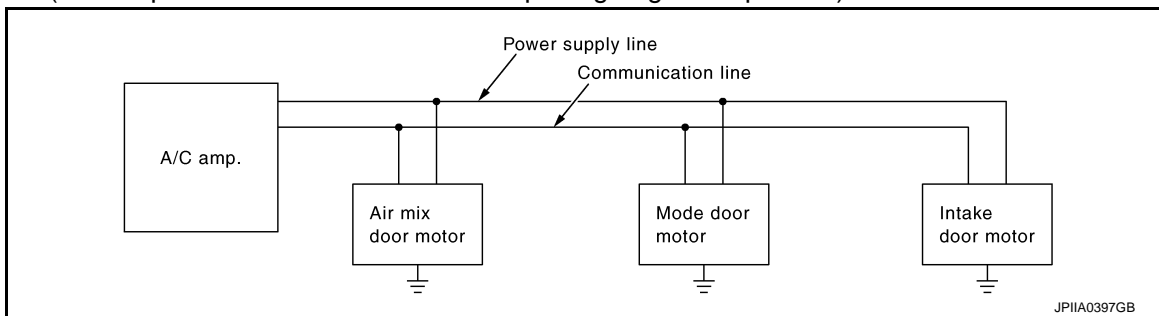 Power supply line
Communication line
A/C amp.
Air mix
door motor
Mode door
motor
Intake
door motor
JPIIA0397GB